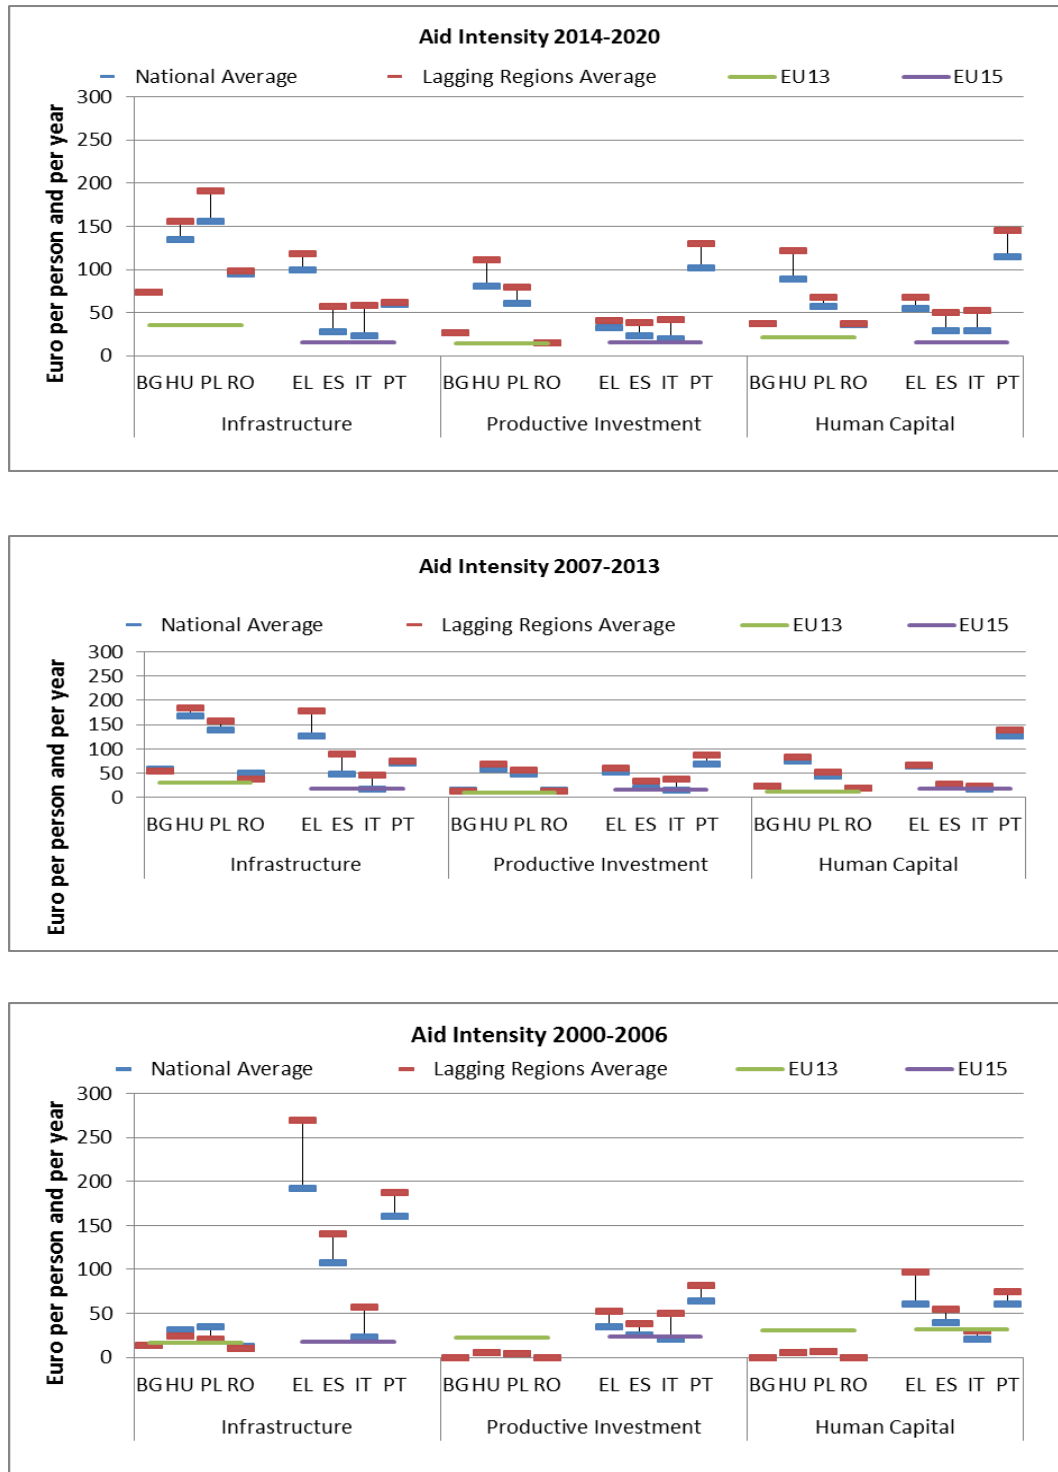 Aid Intensity 2014-2020
National Average Lagging Regions Average EU13 EU15
Euro per person and per year
300
250
200
150
100
50
0
BG HU PL RO EL ES IT PT BG HU PL RO EL ES IT PT BG HU PL RO EL ES IT PT
Infrastructure Productive Investment Human Capital
Aid Intensity 2007-2013
National Average Lagging Regions Average EU13 EU15
Euro per person and per year
300
250
200
150
100
50
0
BG HU PL RO EL ES IT PT BG HU PL RO EL ES IT PT BG HU PL RO EL ES IT PT
Infrastructure Productive Investment Human Capital
Aid Intensity 2000-2006
National Average Lagging Regions Average EU13 EU15
Euro per person and per year
300
250
200
150
100
50
0
BG HU PL RO EL ES IT PT BG HU PL RO EL ES IT PT BG HU PL RO EL ES IT PT
Infrastructure Productive Investment Human Capital